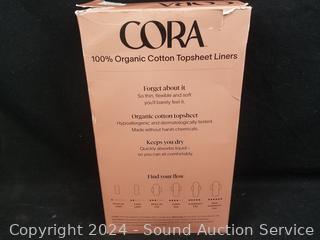 CORA
100% Organic Cotton Topsheet Liners
Forget about it
So thin, flexible and soft
you'll barely feel it.
Organic cotton topsheet
Hypoallergenic and dermatologically tested.
Made without harsh chemicals.
Keeps you dry
Quickly absorbs liquid –
so you can sit comfortably.
Find your flow
Copyright 2024 - Sound Auction Service